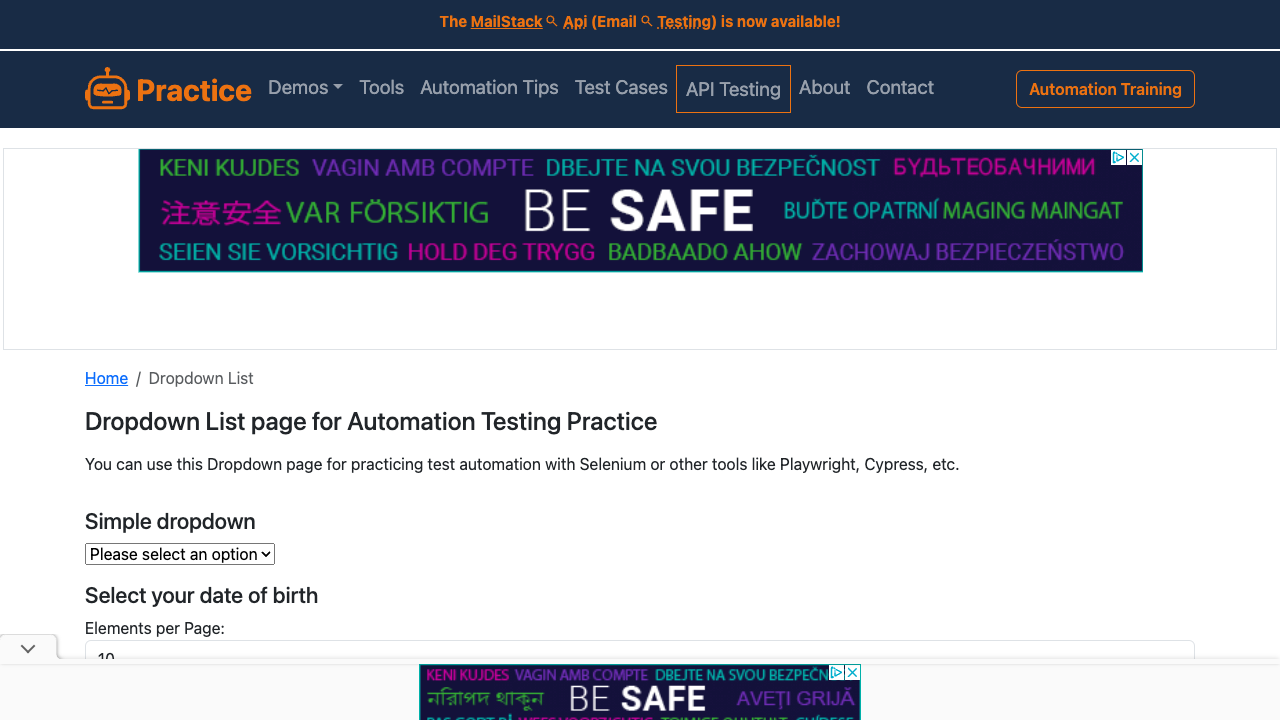 The MailStack Api (Email Testing) is now available!
Practice
Demos
Tools
Automation Tips
Test Cases
API Testing
About
Contact
Automation Training
KENI KUJDES VAGIN AMB COMPTE DBEJTE NA SVOU BEZPEČNOST БУДЬТЕОБАЧНИМИ
注意安全 VAR FÖRSIKTIG BE SAFE BUĎTE OPATRNÍ MAGING MAINGAT
SEIEN SIE VORSICHTIG HOLD DEG TRYGG BADBAADO AHOW ZACHOWAJ BEZPIECZEŃSTWO
Home / Dropdown List
Dropdown List page for Automation Testing Practice
You can use this Dropdown page for practicing test automation with Selenium or other tools like Playwright, Cypress, etc.
Simple dropdown
Please select an option
Select your date of birth
Elements per Page:
10
KENI KUJDES VAGIN AMB COMPTE DBEJTE NA SVOU BEZPEČN
নিরাপদ থাকুন BE SAFE AVEȚI GRIJĂ